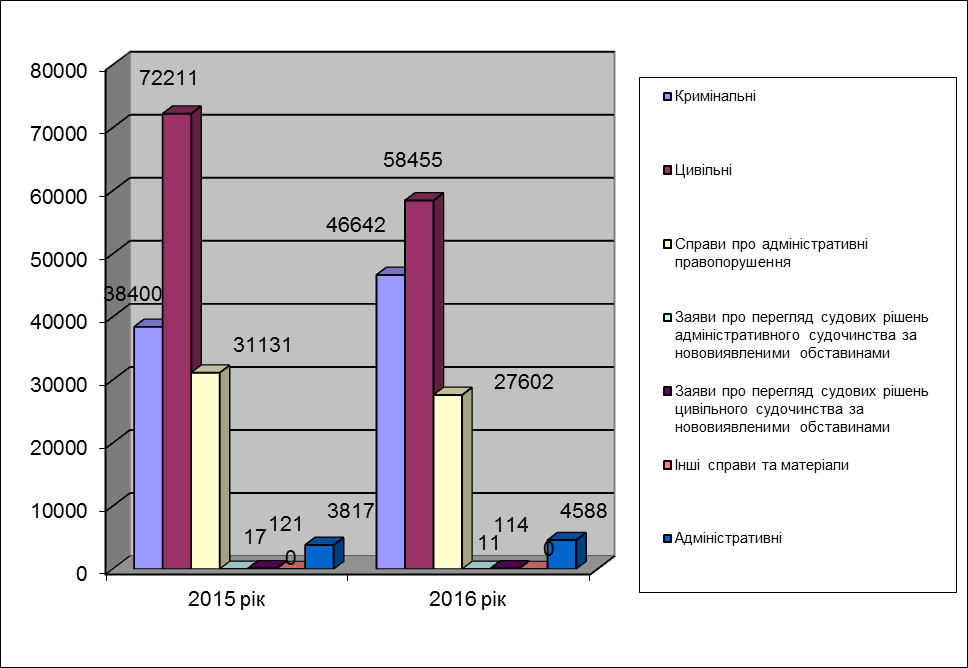 80000
70000
60000
50000
40000
30000
20000
10000
0
72211
38400
31131
17
121
0
3817
58455
46642
27602
11
114
0
4588
2015 рік
2016 рік
Кримінальні
Цивільні
Справи про адміністративні
правопорушення
Заяви про перегляд судових рішень
адміністративного судочинства за
нововиявленими обставинами
Заяви про перегляд судових рішень
цивільного судочинства за
нововиявленими обставинами
Інші справи та матеріали
Адміністративні